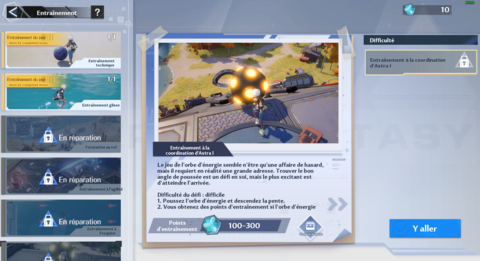 Entraînement
?
10
1/1
Entraînement technique
1/1
Entraînement glisse
En réparation
En réparation
En réparation
Entraînement à la coordination d'Astra I
Le jeu de l'orbe d'énergie semble n'être qu'une affaire de hasard,
mais il requiert en réalité une grande adresse. Trouver le bon
angle de poussée est un défi en soi, mais le plus excitant est
d'atteindre l'arrivée.
Difficulté du défi : difficile
1. Poussez l'orbe d'énergie et descendez la pente.
2. Vous obtenez des points d'entraînement si l'orbe d'énergie
Points
d'entraînement
100-300
Difficulté
Entraînement à la coordination
d'Astra I
Y aller